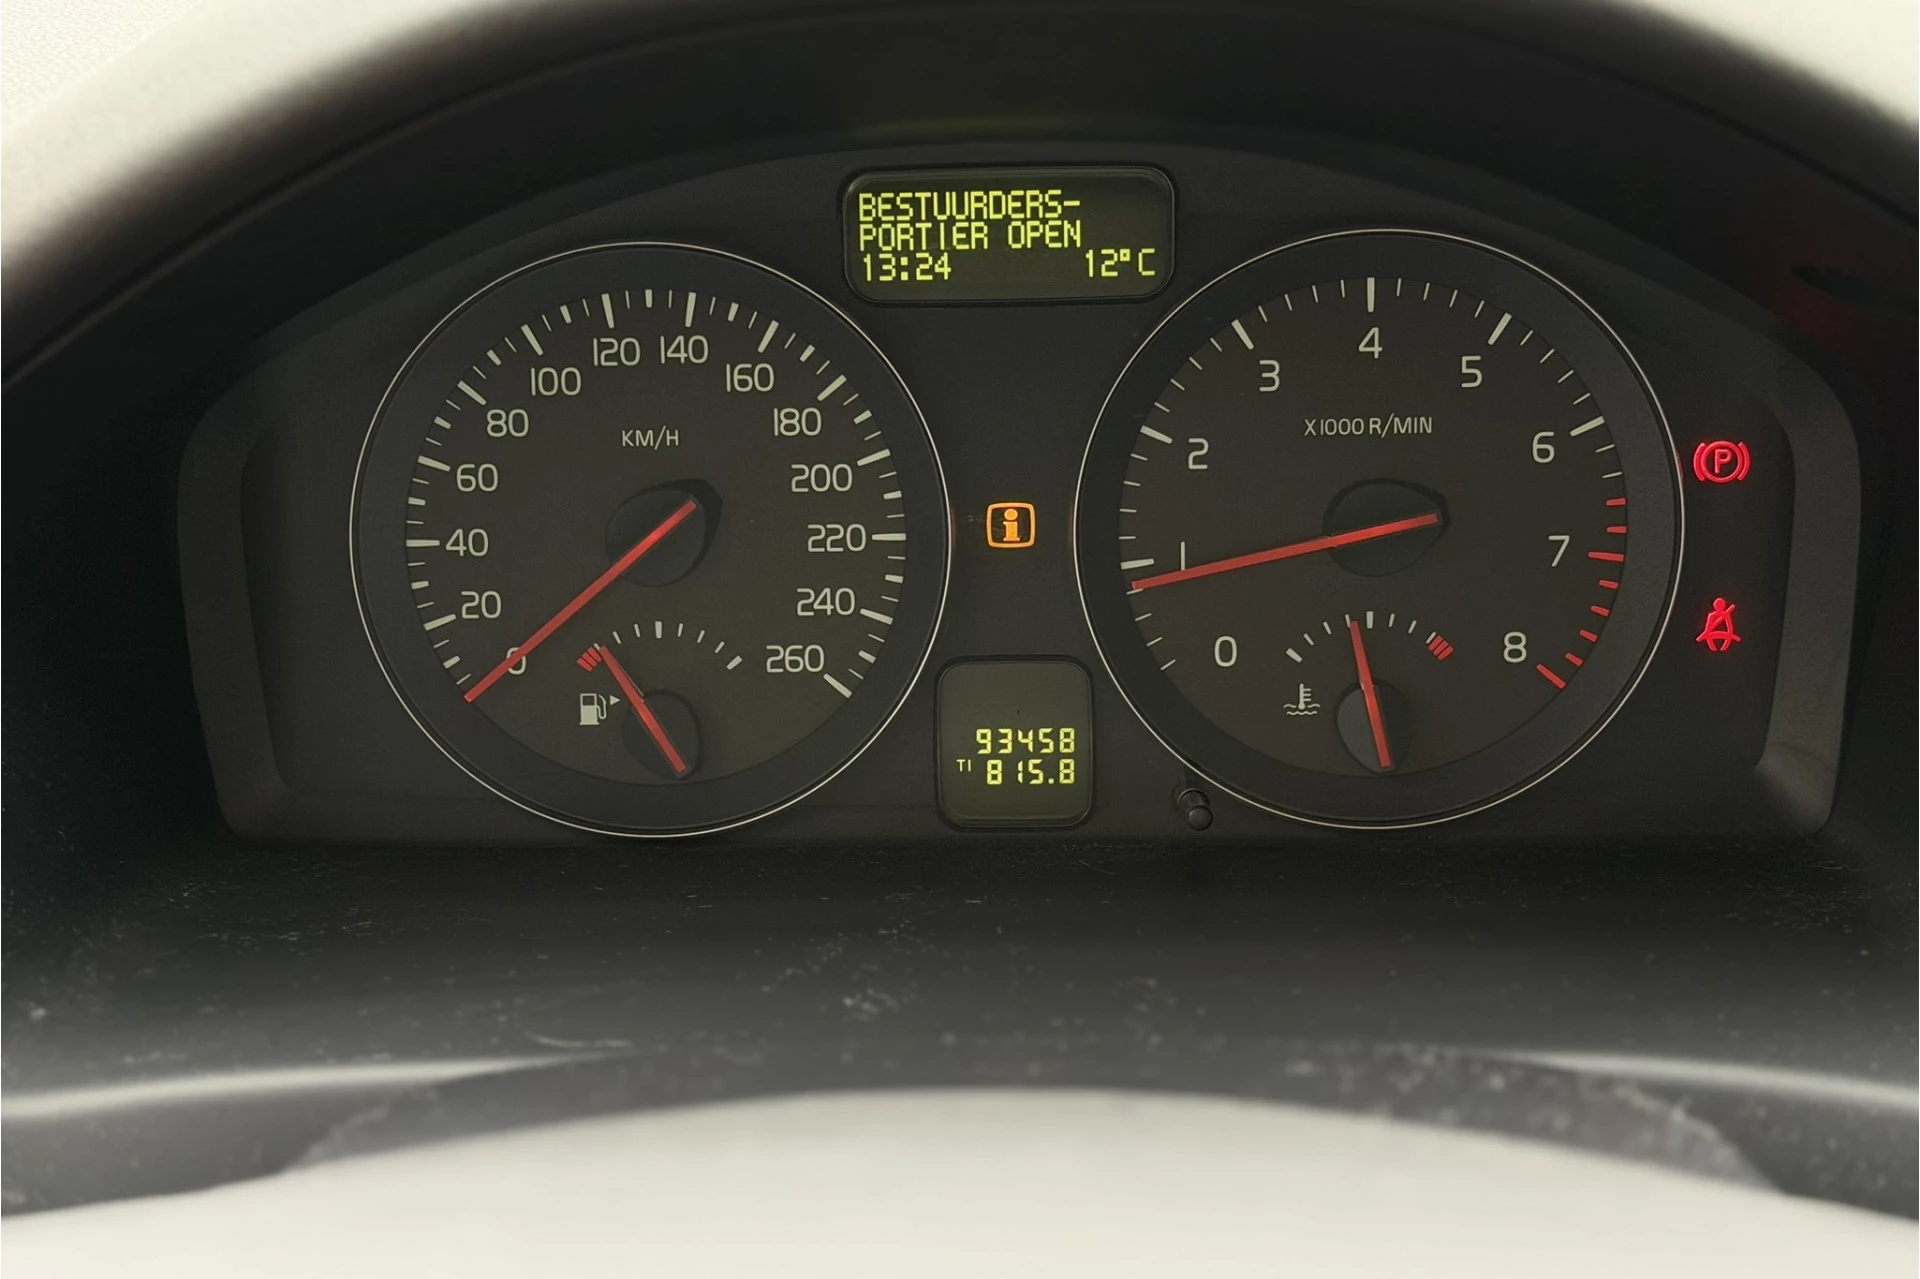 BESTUURDERS-
PORTIER OPEN
13:24 12°C
0 20 40 60 80 100 120 140 160 180 200 220 240 260
KM/H
0 1 2 3 4 5 6 7 8
X1000 R/MIN
P
i
93458
T1 815.8